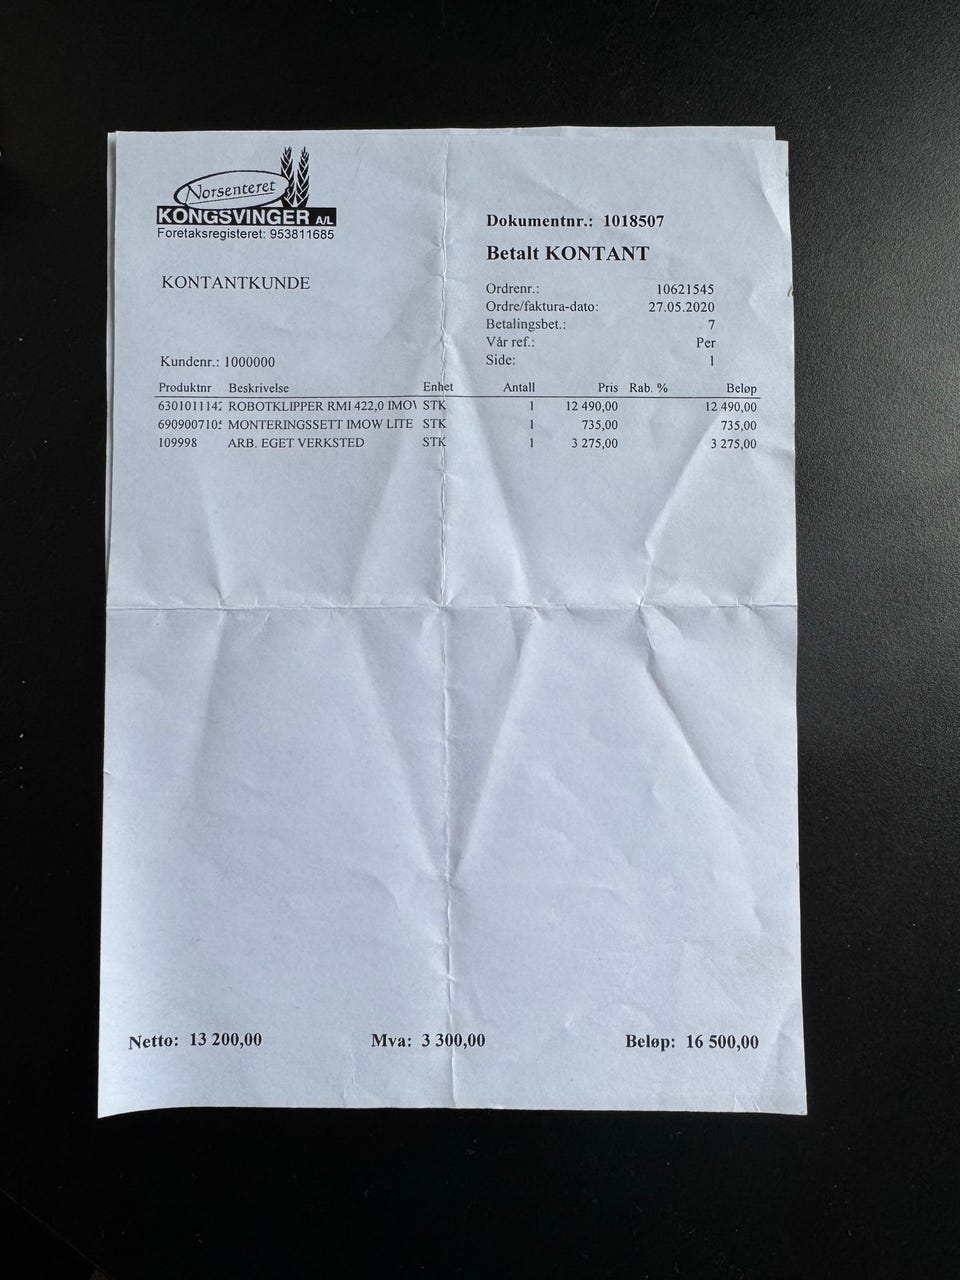 Norsenteret
KONGSVINGER A/L
Foretaksregisteret: 953811685
Dokumentnr.: 1018507
Betalt KONTANT
KONTANTKUNDE
Ordrenr.: 10621545
Ordre/faktura-dato: 27.05.2020
Betalingsbet.: 7
Vår ref.: Per
Kundenr.: 1000000
Side: 1
Produktnr Beskrivelse Enhet Antall Pris Rab. % Beløp
630101114 ROBOTKLIPPER RMI 422,0 IMO STK 1 12 490,00 12 490,00
690900710 MONTERINGSSETT IMOW LITE STK 1 735,00 735,00
109998 ARB. EGET VERKSTED STK 1 3 275,00 3 275,00
Netto: 13 200,00 Mva: 3 300,00 Beløp: 16 500,00